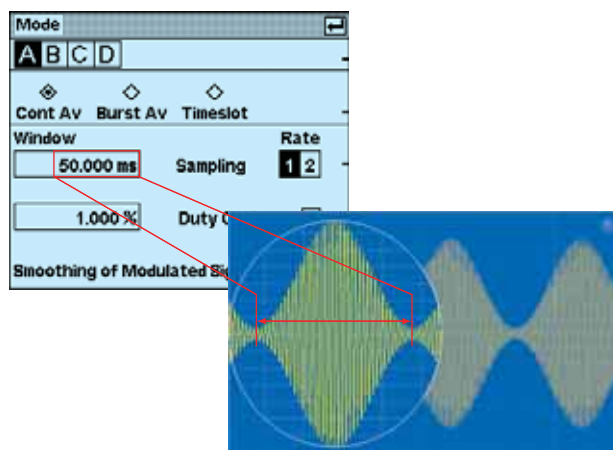 Mode
A B C D
Cont Av Burst Av Timeslot
Window Rate
50.000 ms Sampling 1 2
1.000 % Duty
Smoothing of Modulated